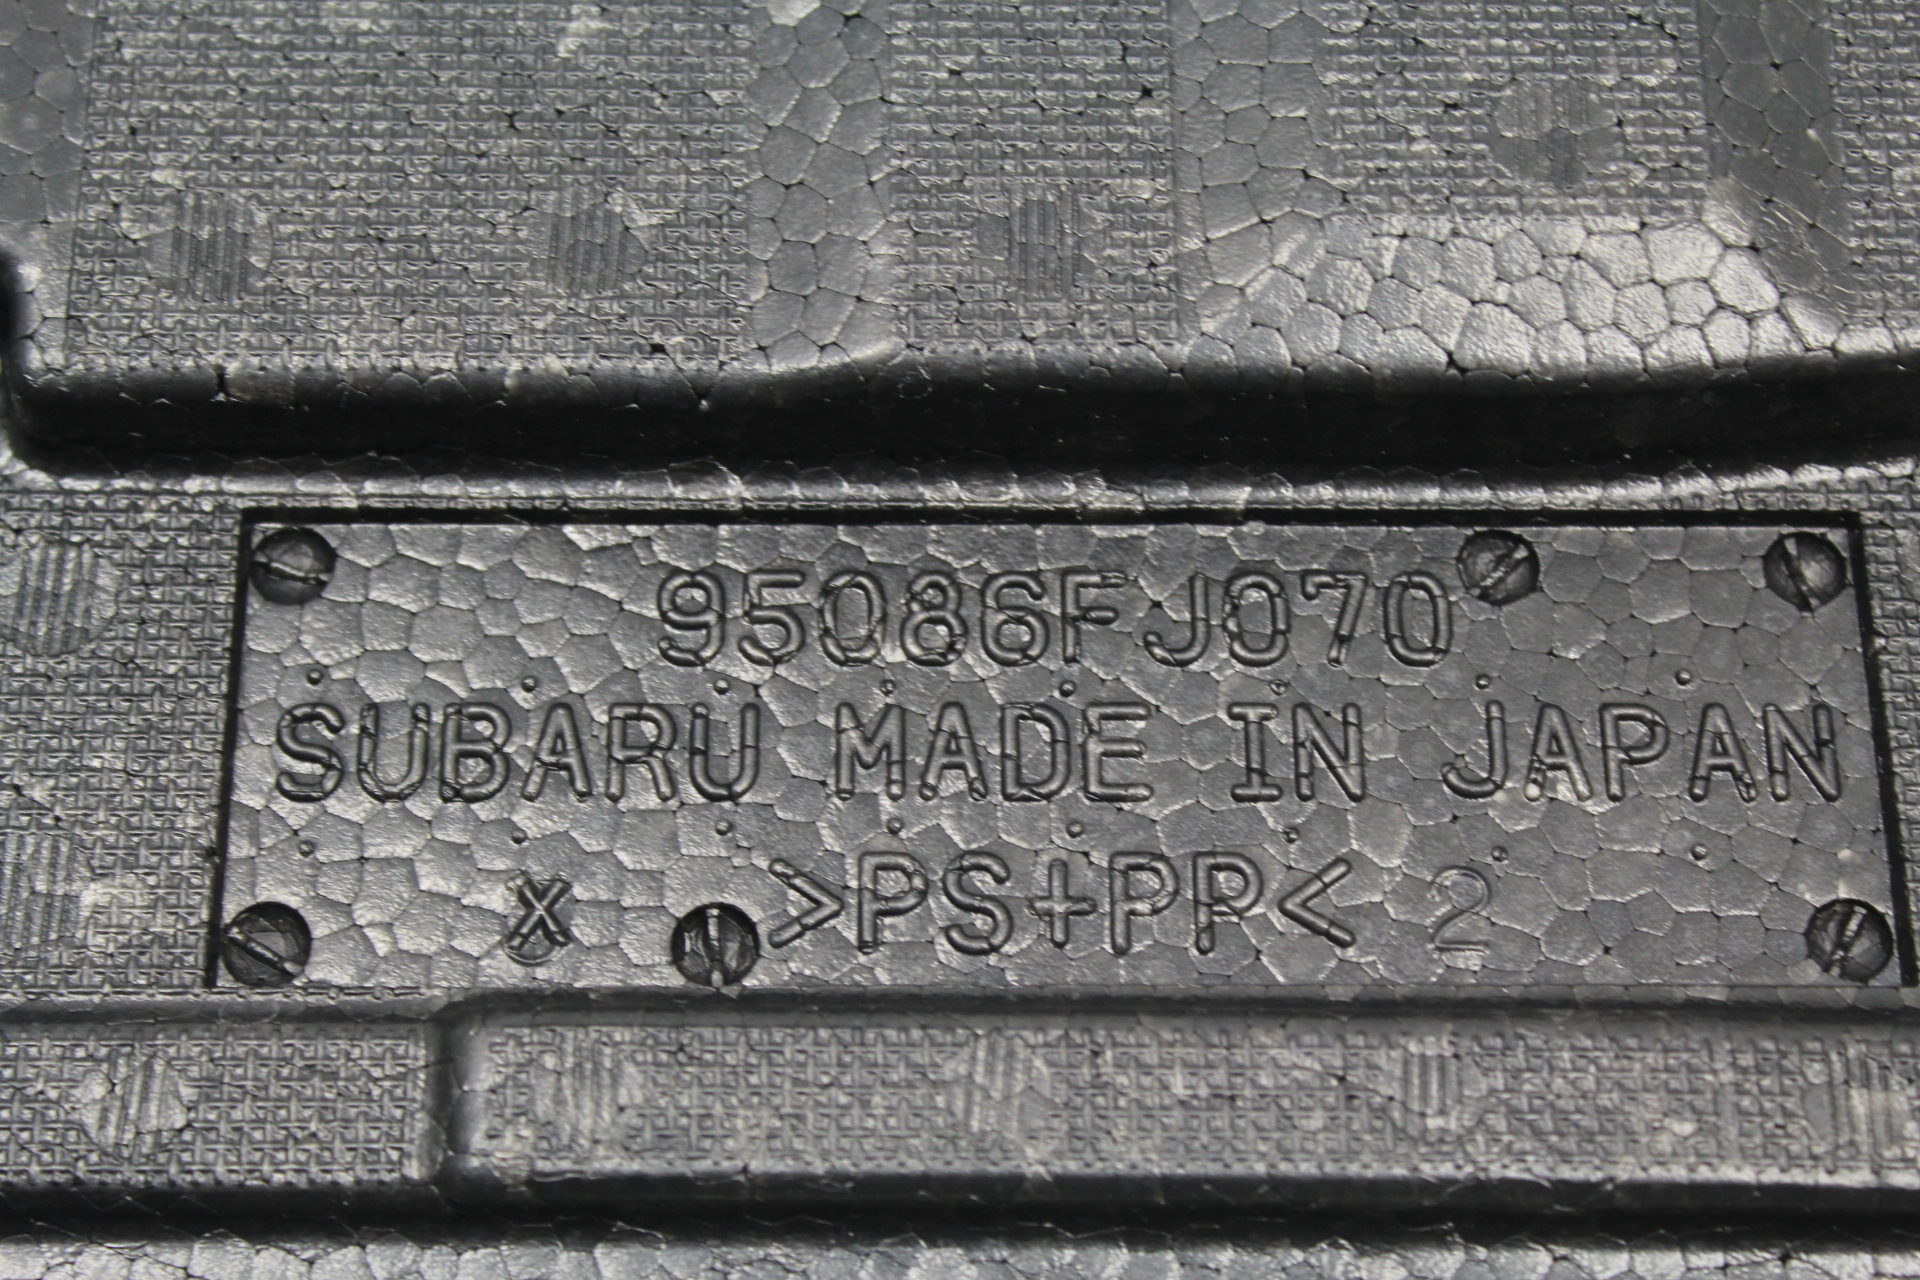 95086FJ070
SUBARU MADE IN JAPAN
X >PS+PP< 2